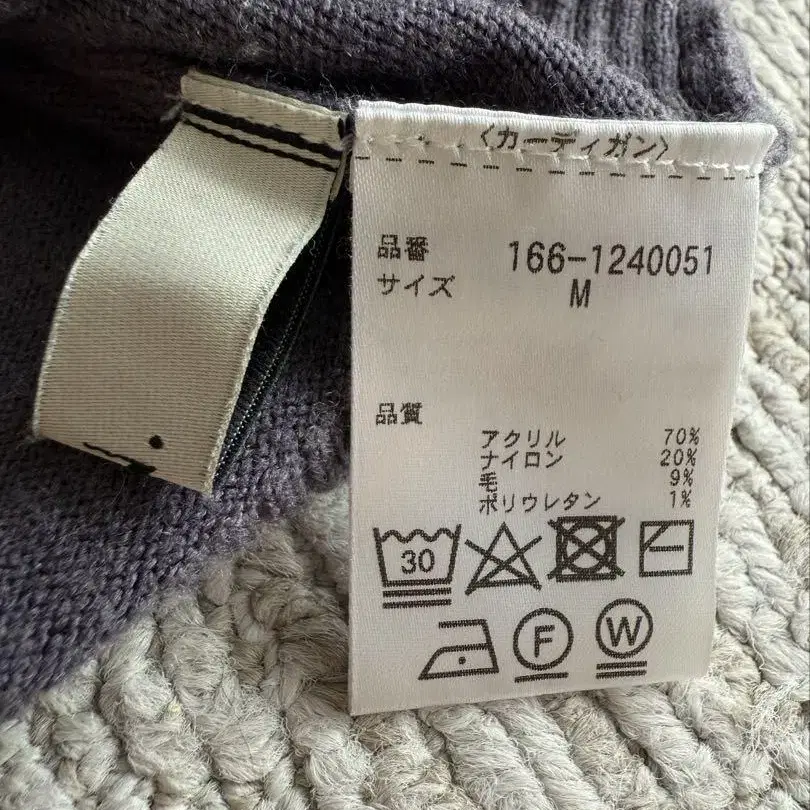 〈カーディガン〉
品番 166-1240051
サイズ M
品質
アクリル 70%
ナイロン 20%
毛 9%
ポリウレタン 1%
30
F W